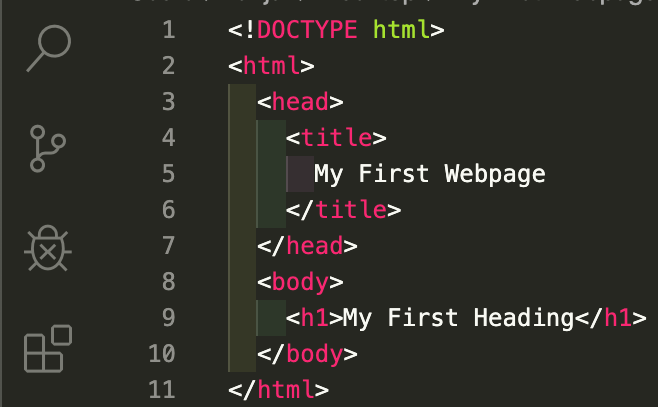 1 <!DOCTYPE html>
2 <html>
3 <head>
4 <title>
5 My First Webpage
6 </title>
7 </head>
8 <body>
9 <h1>My First Heading</h1>
10 </body>
11 </html>